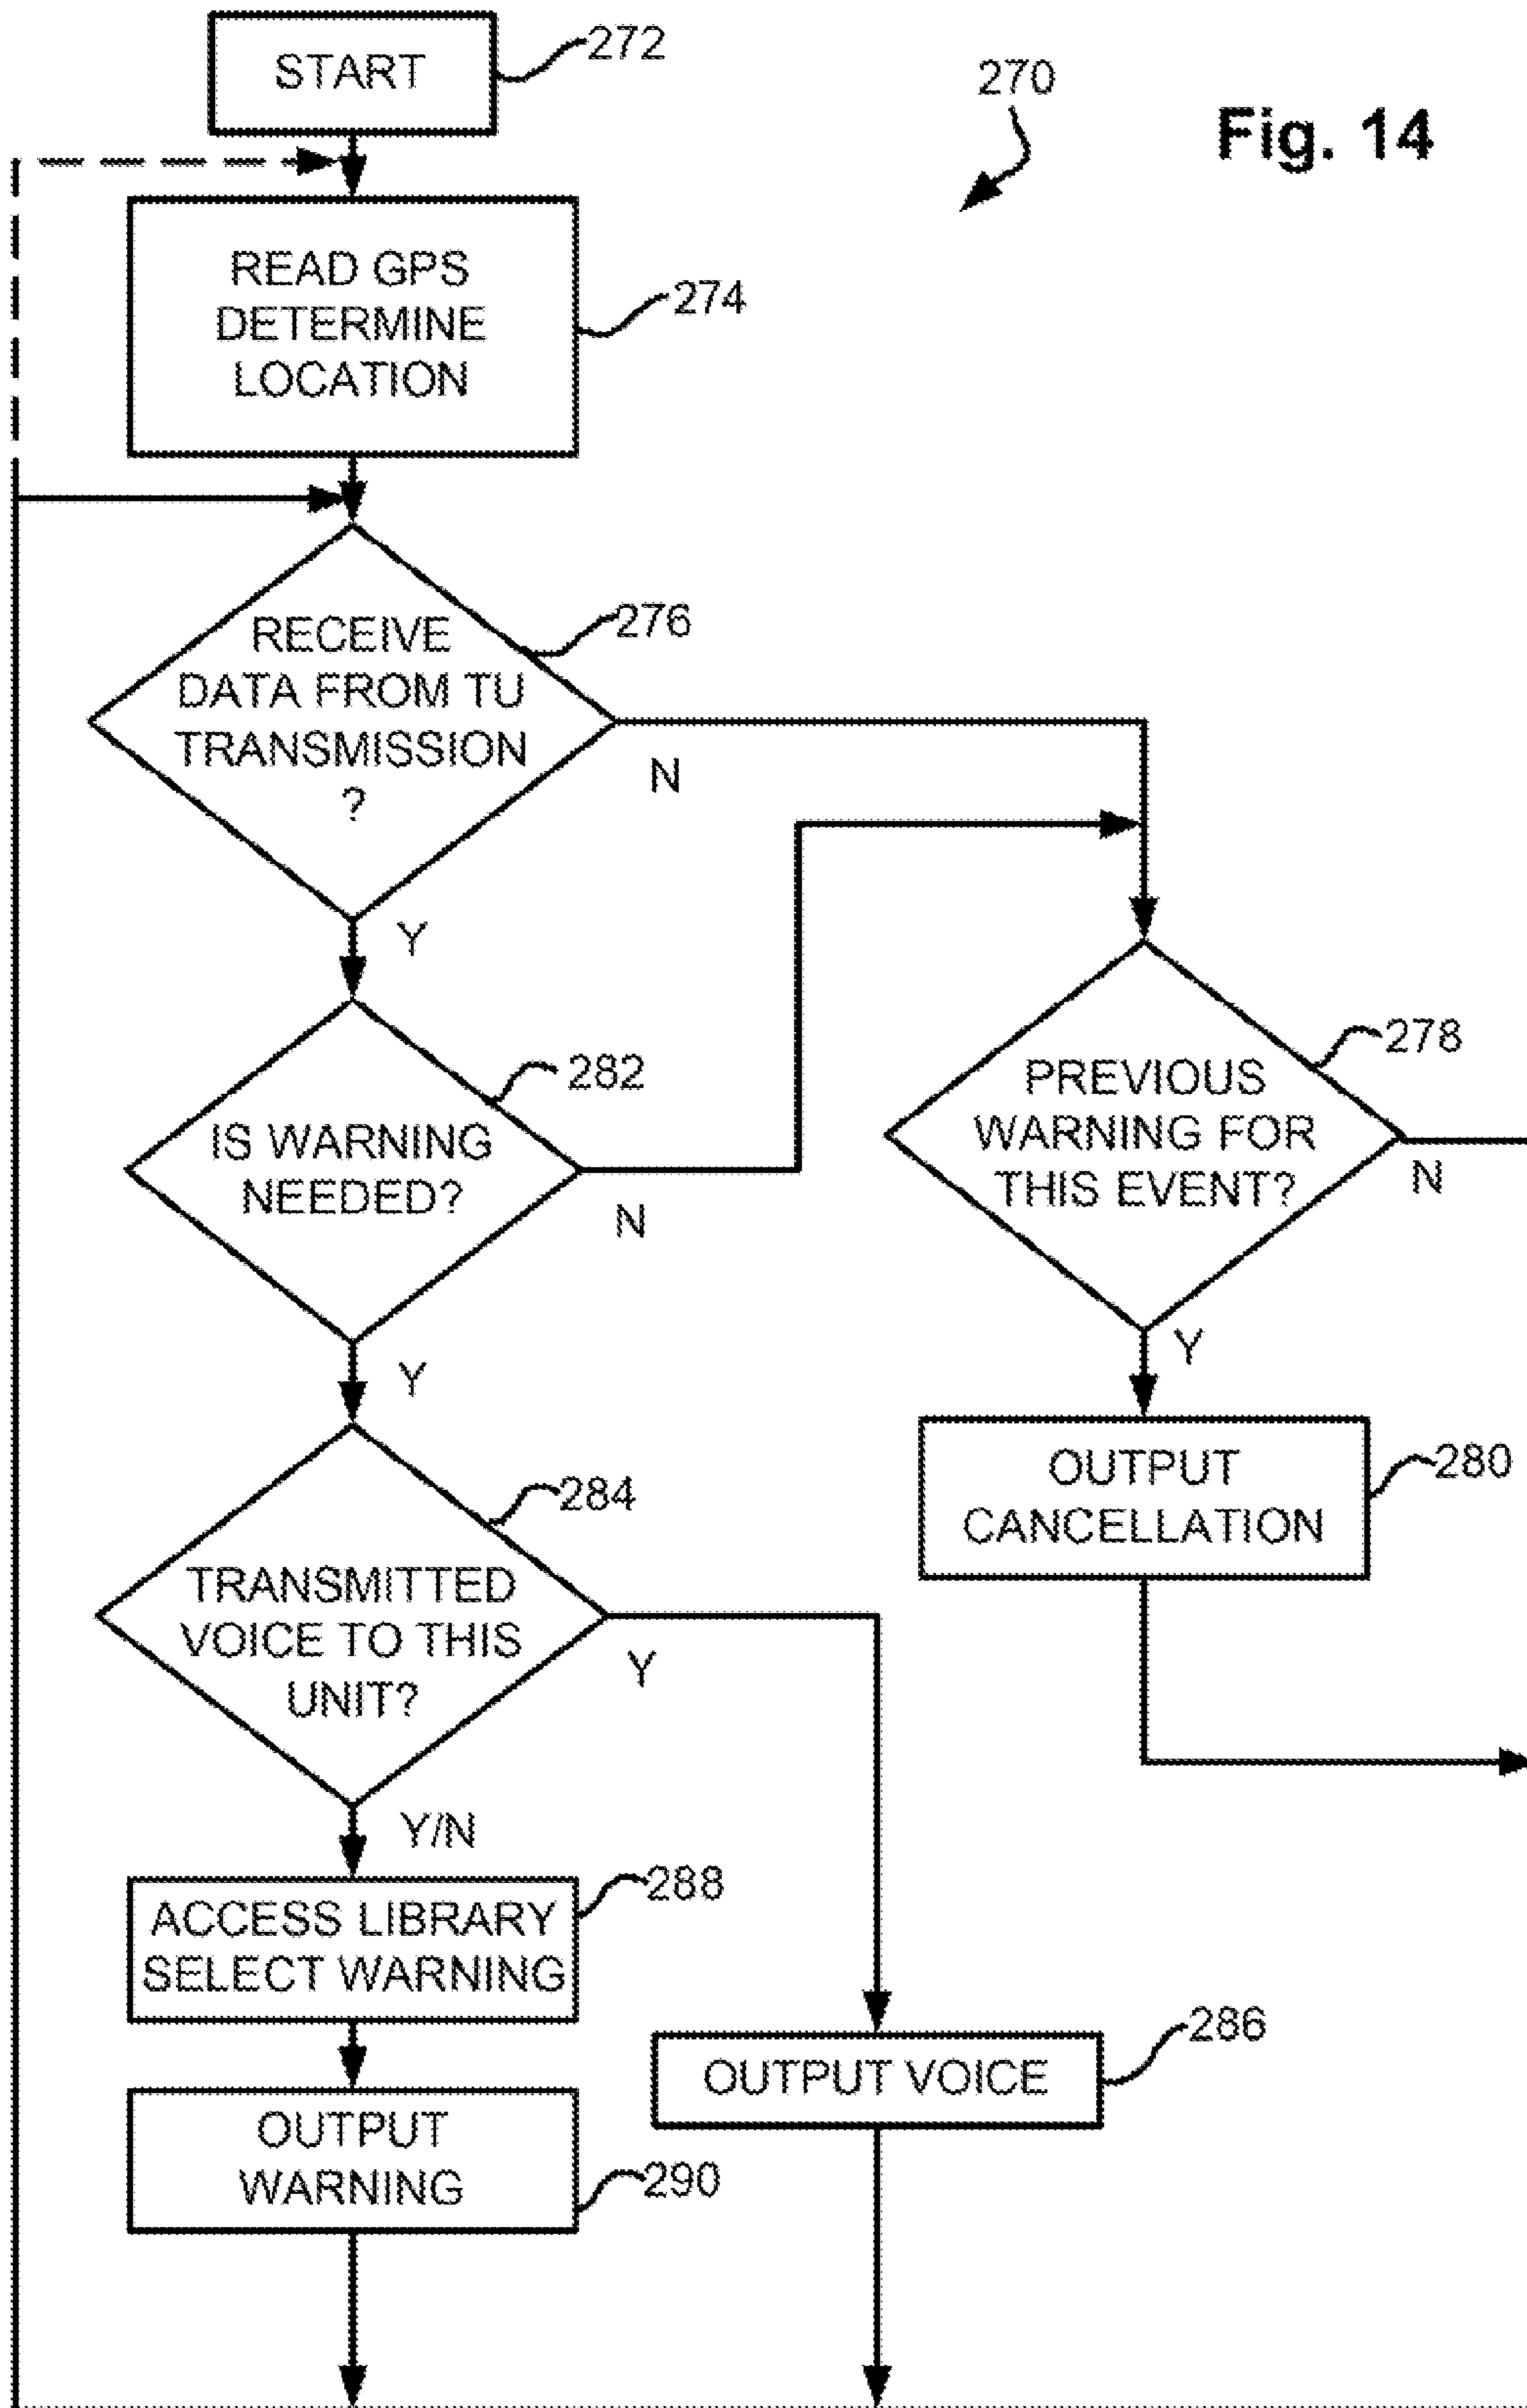 START
272
270
Fig. 14
READ GPS
DETERMINE
LOCATION
274
RECEIVE
DATA FROM TU
TRANSMISSION
?
276
N
Y
IS WARNING
NEEDED?
282
N
Y
PREVIOUS
WARNING FOR
THIS EVENT?
278
N
Y
OUTPUT
CANCELLATION
280
TRANSMITTED
VOICE TO THIS
UNIT?
284
Y
Y/N
ACCESS LIBRARY
SELECT WARNING
288
OUTPUT VOICE
286
OUTPUT
WARNING
290